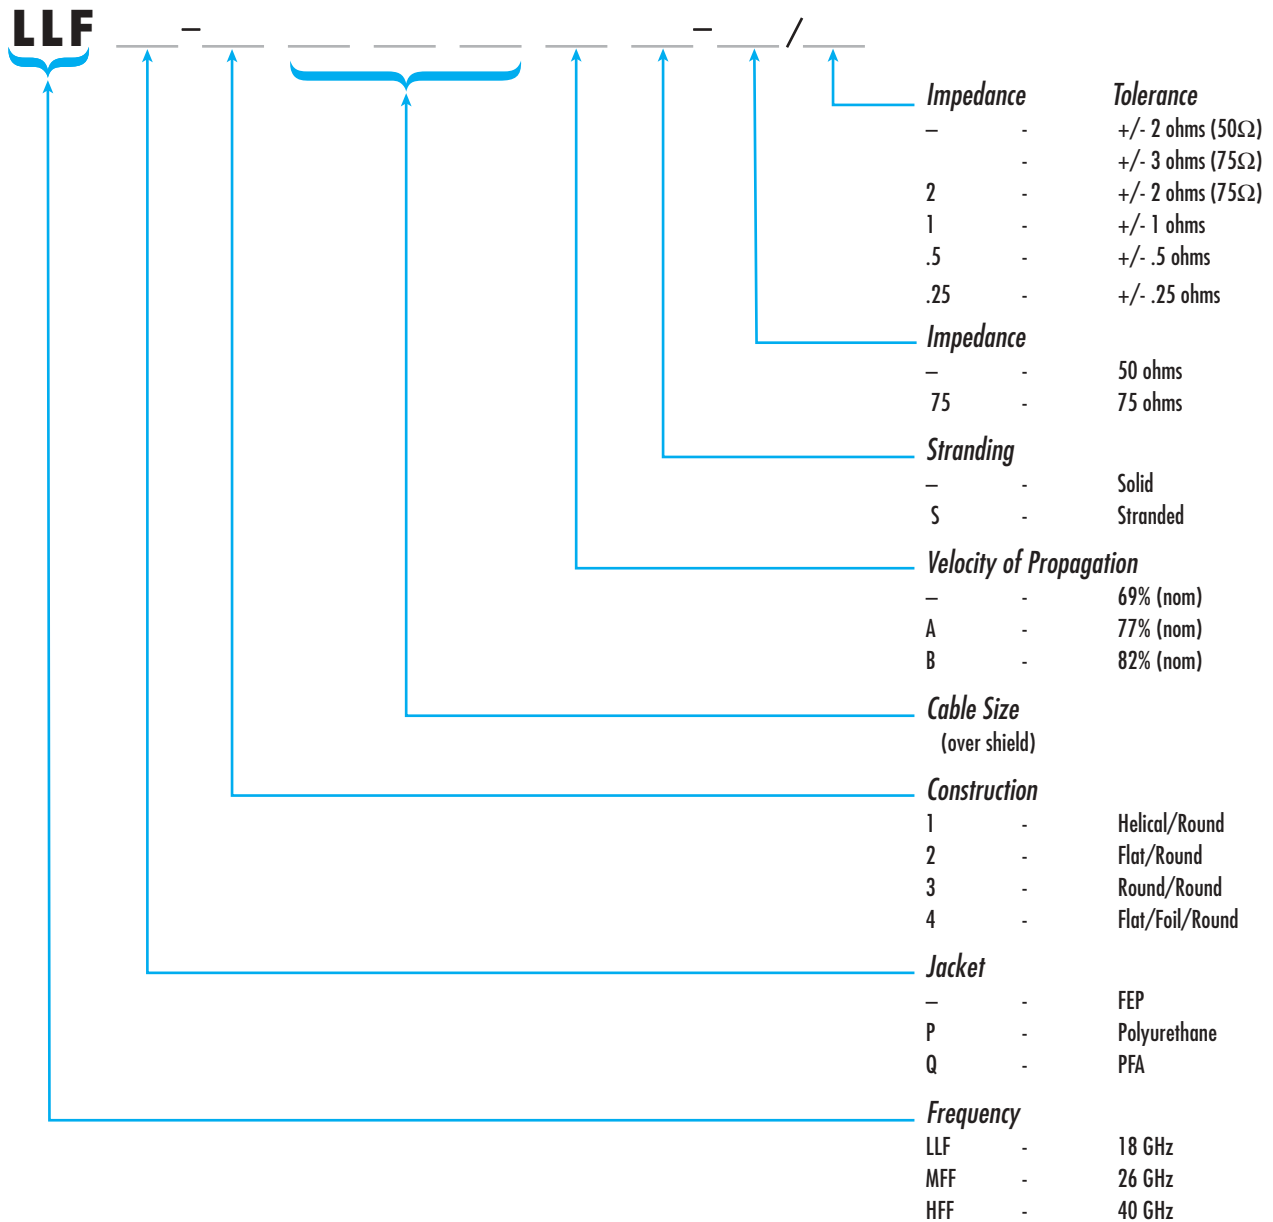 LLF – – /
Impedance Tolerance
– - +/- 2 ohms (50Ω)
- +/- 3 ohms (75Ω)
2 - +/- 2 ohms (75Ω)
1 - +/- 1 ohms
.5 - +/- .5 ohms
.25 - +/- .25 ohms
Impedance
– - 50 ohms
75 - 75 ohms
Stranding
– - Solid
S - Stranded
Velocity of Propagation
– - 69% (nom)
A - 77% (nom)
B - 82% (nom)
Cable Size
(over shield)
Construction
1 - Helical/Round
2 - Flat/Round
3 - Round/Round
4 - Flat/Foil/Round
Jacket
– - FEP
P - Polyurethane
Q - PFA
Frequency
LLF - 18 GHz
MFF - 26 GHz
HFF - 40 GHz